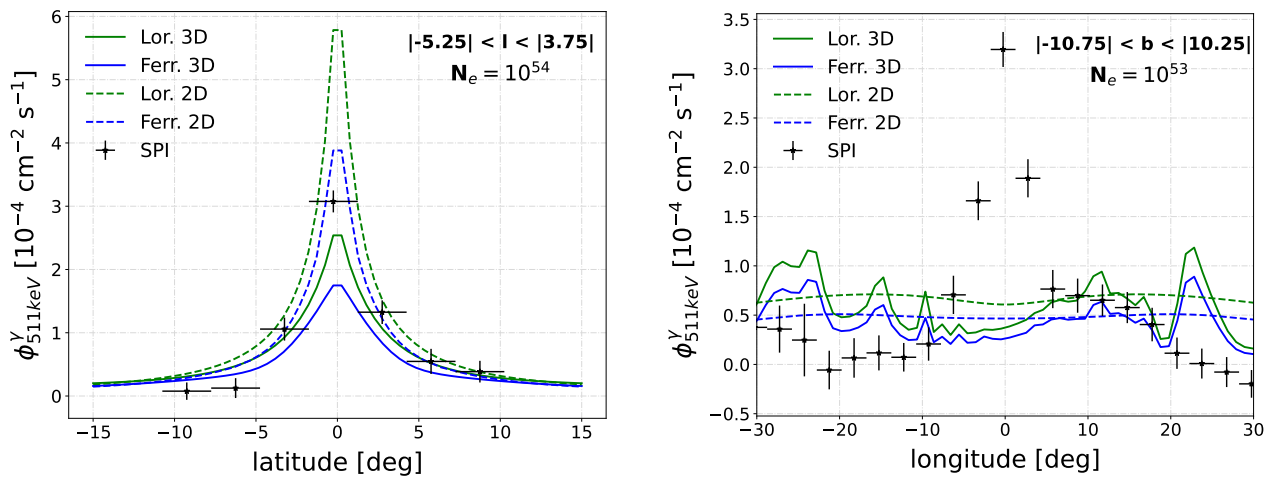 Lor. 3D
Ferr. 3D
Lor. 2D
Ferr. 2D
SPI
|-5.25| < l < |3.75|
N_e = 10^54
6
5
4
3
2
1
0
−15
−10
−5
0
5
10
15
latitude [deg]
ϕ^γ_511keV [10^−4 cm^−2 s^−1]
Lor. 3D
Ferr. 3D
Lor. 2D
Ferr. 2D
SPI
|-10.75| < b < |10.25|
N_e = 10^53
3.5
3.0
2.5
2.0
1.5
1.0
0.5
0.0
−0.5
−30
−20
−10
0
10
20
30
longitude [deg]
ϕ^γ_511keV [10^−4 cm^−2 s^−1]